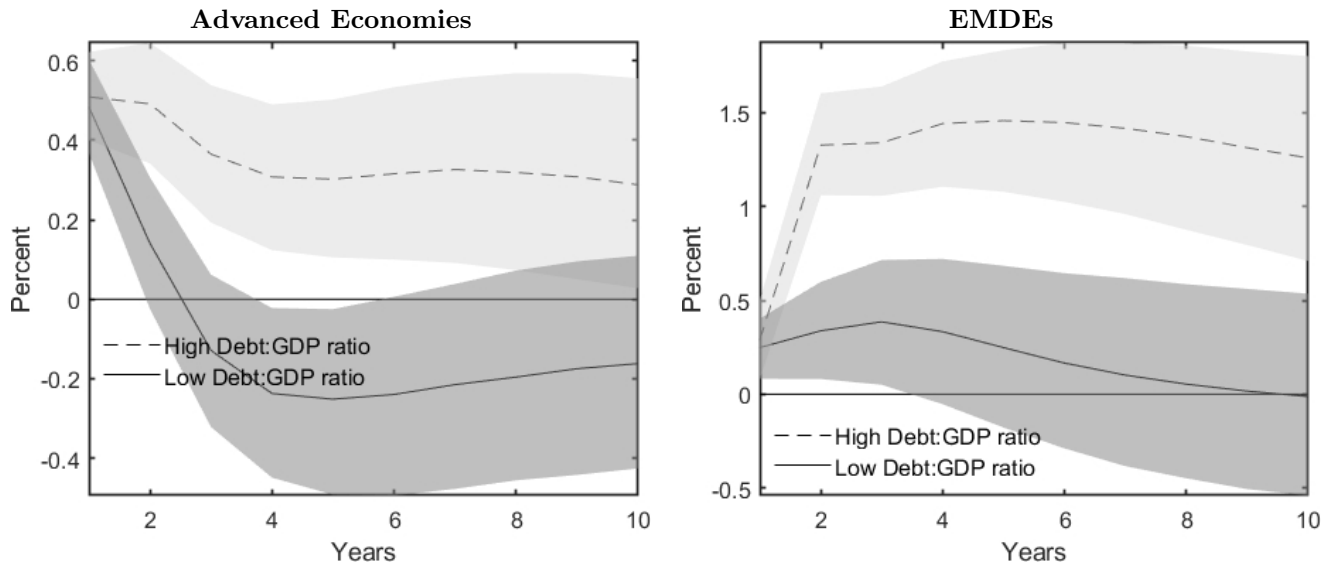 Advanced Economies
0.6
0.4
0.2
0
-0.2
-0.4
Percent
High Debt:GDP ratio
Low Debt:GDP ratio
2
4
6
8
10
Years
EMDEs
1.5
1
0.5
0
-0.5
Percent
High Debt:GDP ratio
Low Debt:GDP ratio
2
4
6
8
10
Years